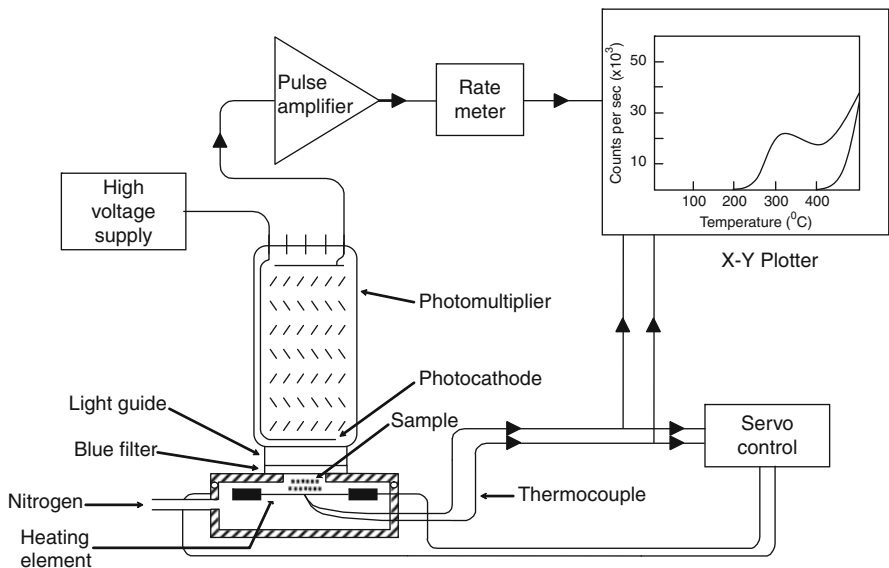 Pulse
amplifier
Rate
meter
Counts per sec (x10³)
50
30
10
100 200 300 400
Temperature (⁰C)
X-Y Plotter
High
voltage
supply
Photomultiplier
Photocathode
Light guide
Sample
Blue filter
Servo
control
Nitrogen
Thermocouple
Heating
element